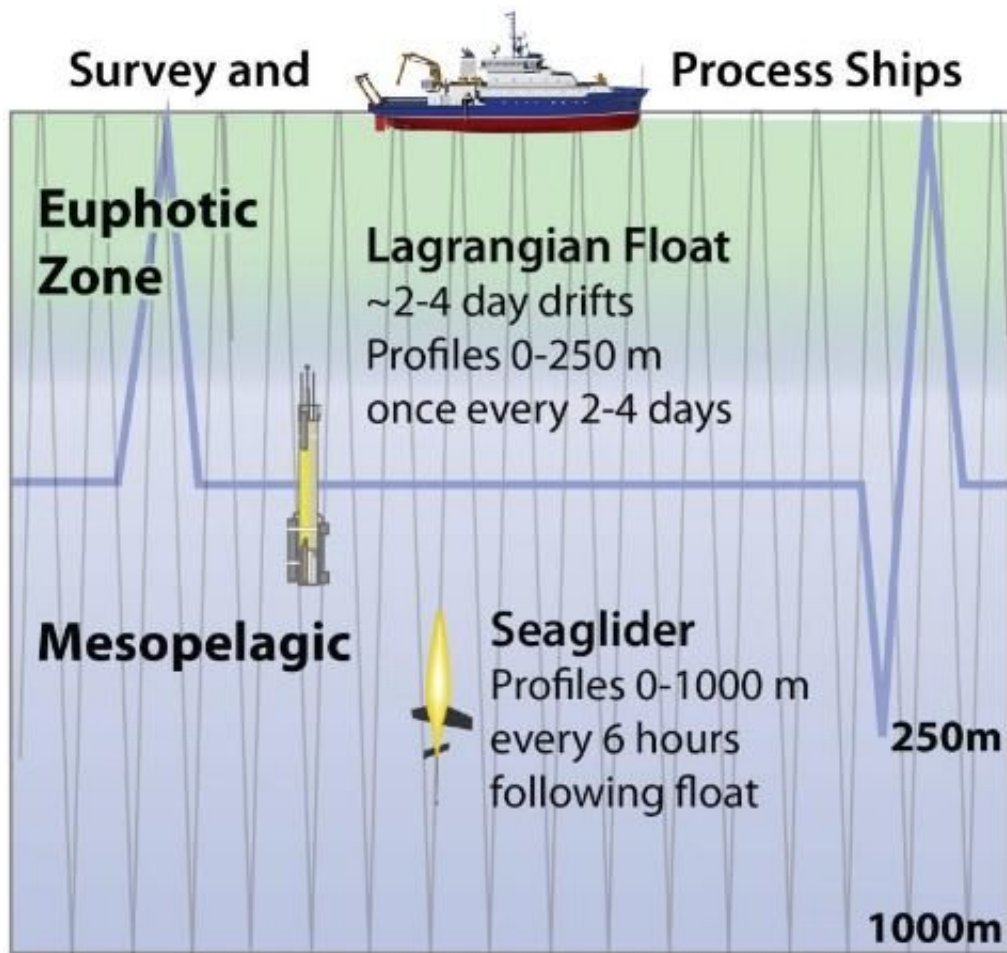 Survey and Process Ships
Euphotic
Zone
Lagrangian Float
~2-4 day drifts
Profiles 0-250 m
once every 2-4 days
Mesopelagic
Seaglider
Profiles 0-1000 m
every 6 hours
following float
250m
1000m